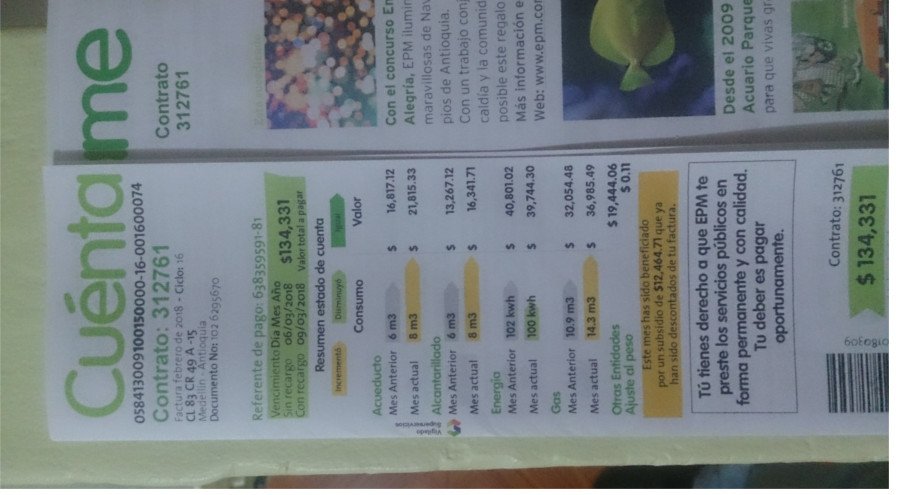 Cuéntame
0584130091001500000-16-001600074
Contrato: 312761
Factura febrero de 2018 - Ciclo: 16
CL 83 CR 49 A -15
Medellín - Antioquia
Documento No: 1026295670
Referente de pago: 63835591-81
Vencimiento Día Mes Año
Sin recargo 06/03/2018 $134,331
Con recargo 09/03/2018 Valor total a pagar
Resumen estado de cuenta
Incrementó Disminuyó Igual
Consumo Valor
Acueducto
Mes Anterior 6 m3 $ 16,817.12
Mes actual 8 m3 $ 21,815.33
Alcantarillado
Mes Anterior 6 m3 $ 13,267.12
Mes actual 8 m3 $ 16,341.71
Energía
Mes Anterior 102 kwh $ 40,801.02
Mes actual 100 kwh $ 39,744.30
Gas
Mes Anterior 10.9 m3 $ 32,054.48
Mes actual 14.3 m3 $ 36,985.49
Otras Entidades $ 19,444.06
Ajuste al peso $ 0.11
Este mes has sido beneficiado
por un subsidio de $12,464.71 que ya
han sido descontados de tu factura.
Tú tienes derecho a que EPM te
preste los servicios públicos en
forma permanente y con calidad.
Tu deber es pagar
oportunamente.
Contrato: 312761
$ 134,331
Vigilado
Superservicios
Contrato
312761
Con el concurso En
Alegría, EPM ilumin
maravillosas de Nav
pios de Antioquia.
Con un trabajo conj
caldía y la comunid
posible este regalo
Más información e
Web: www.epm.com
Desde el 2009
Acuario Parque
para que vivas gr